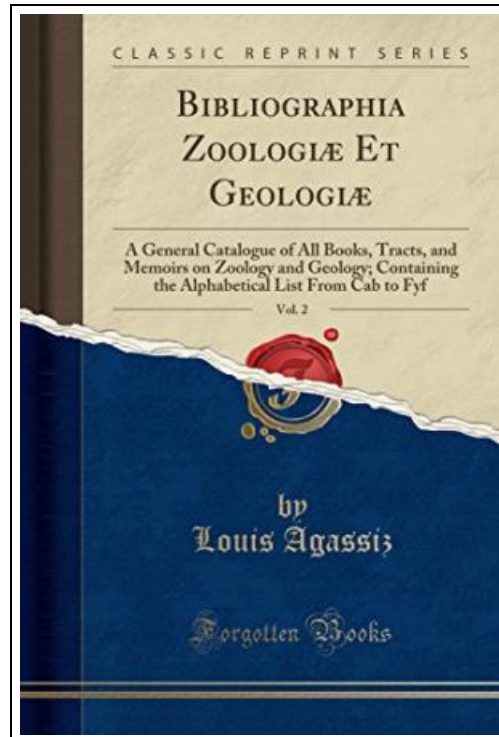 CLASSIC REPRINT SERIES
BIBLIOGRAPHIA
ZOOLOGIÆ ET
GEOLOGIÆ
A General Catalogue of All Books, Tracts, and
Memoirs on Zoology and Geology; Containing
the Alphabetical List From Cab to Fyf
Vol. 2
by
Louis Agassiz
Forgotten Books